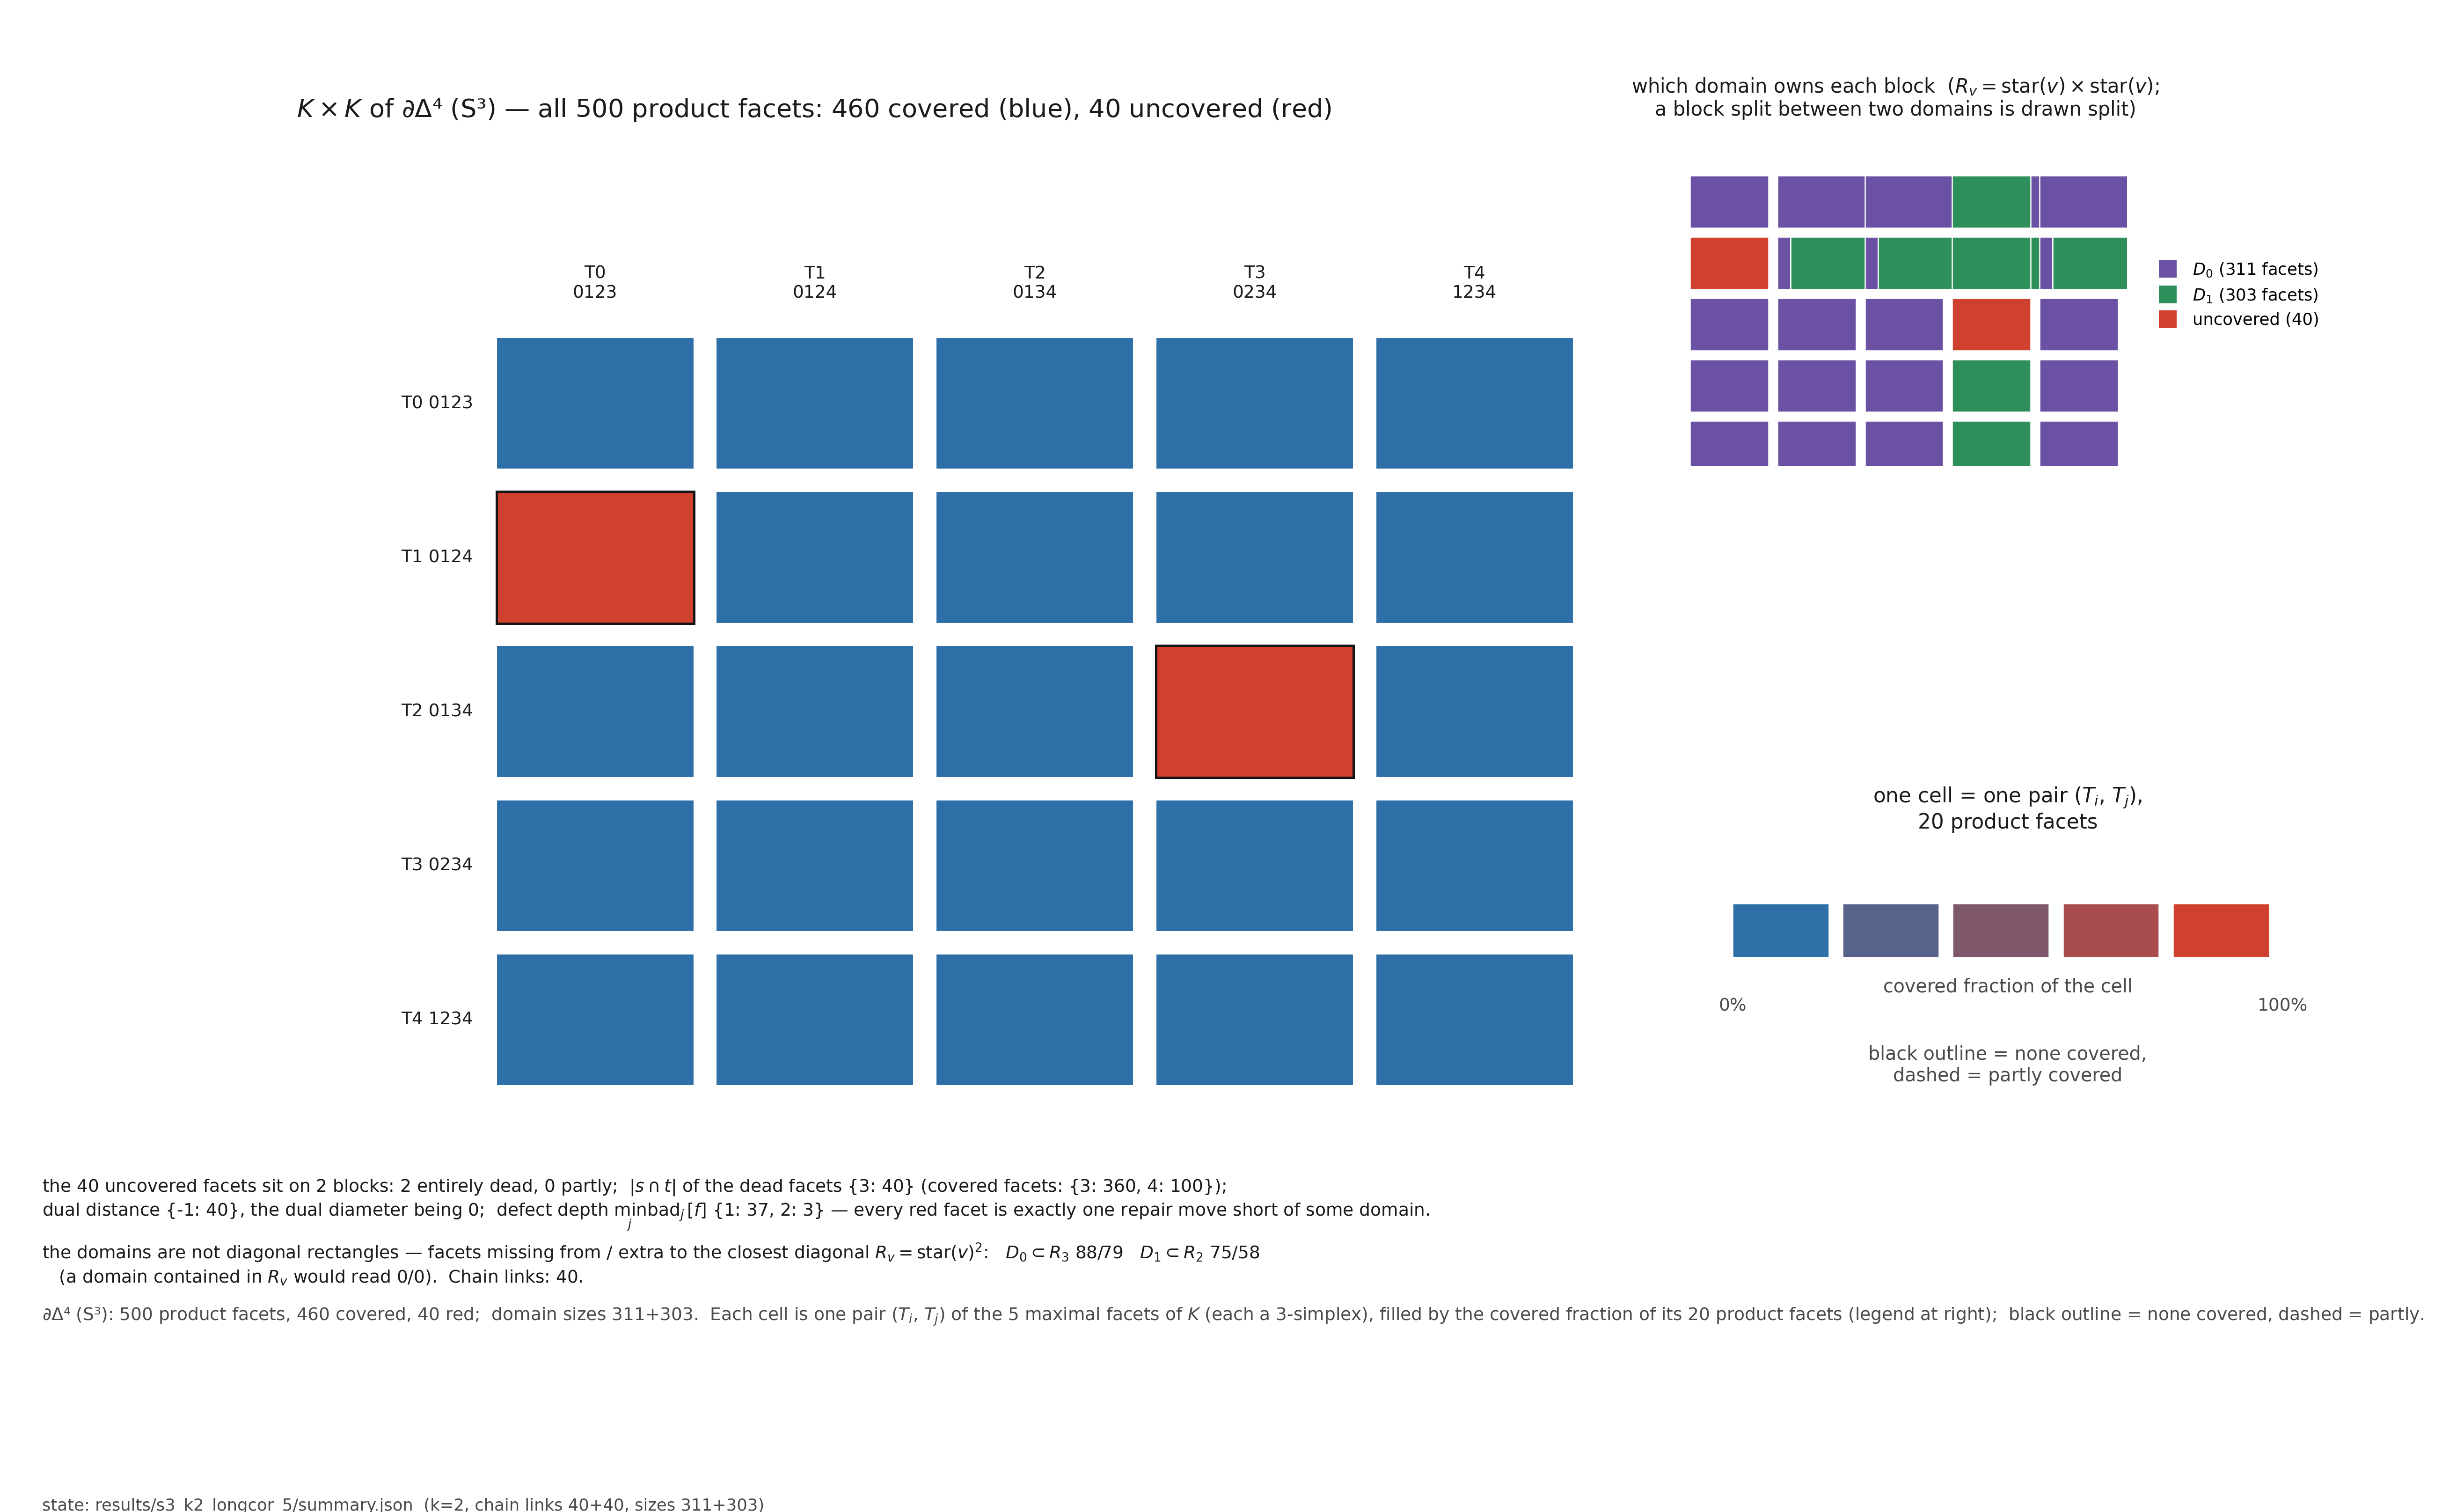 K × K of ∂Δ⁴ (S³) — all 500 product facets: 460 covered (blue), 40 uncovered (red)
which domain owns each block (Rᵥ = star(v) × star(v);
a block split between two domains is drawn split)
D₀ (311 facets)
D₁ (303 facets)
uncovered (40)
T0 T1 T2 T3 T4
0123 0124 0134 0234 1234
T0 0123
T1 0124
T2 0134
T3 0234
T4 1234
one cell = one pair (Tᵢ, Tⱼ),
20 product facets
covered fraction of the cell
0% 100%
black outline = none covered,
dashed = partly covered
the 40 uncovered facets sit on 2 blocks: 2 entirely dead, 0 partly; |s ∩ t| of the dead facets {3: 40} (covered facets: {3: 360, 4: 100});
dual distance {-1: 40}, the dual diameter being 0; defect depth minⱼbadⱼ [f] {1: 37, 2: 3} — every red facet is exactly one repair move short of some domain.
the domains are not diagonal rectangles — facets missing from / extra to the closest diagonal Rᵥ = star(v)²: D₀ ⊂ R₃ 88/79 D₁ ⊂ R₂ 75/58
(a domain contained in Rᵥ would read 0/0). Chain links: 40.
∂Δ⁴ (S³): 500 product facets, 460 covered, 40 red; domain sizes 311+303. Each cell is one pair (Tᵢ, Tⱼ) of the 5 maximal facets of K (each a 3-simplex), filled by the covered fraction of its 20 product facets (legend at right); black outline = none covered, dashed = partly.
state: results/s3_k2_longcor_5/summary.json (k=2, chain links 40+40, sizes 311+303)